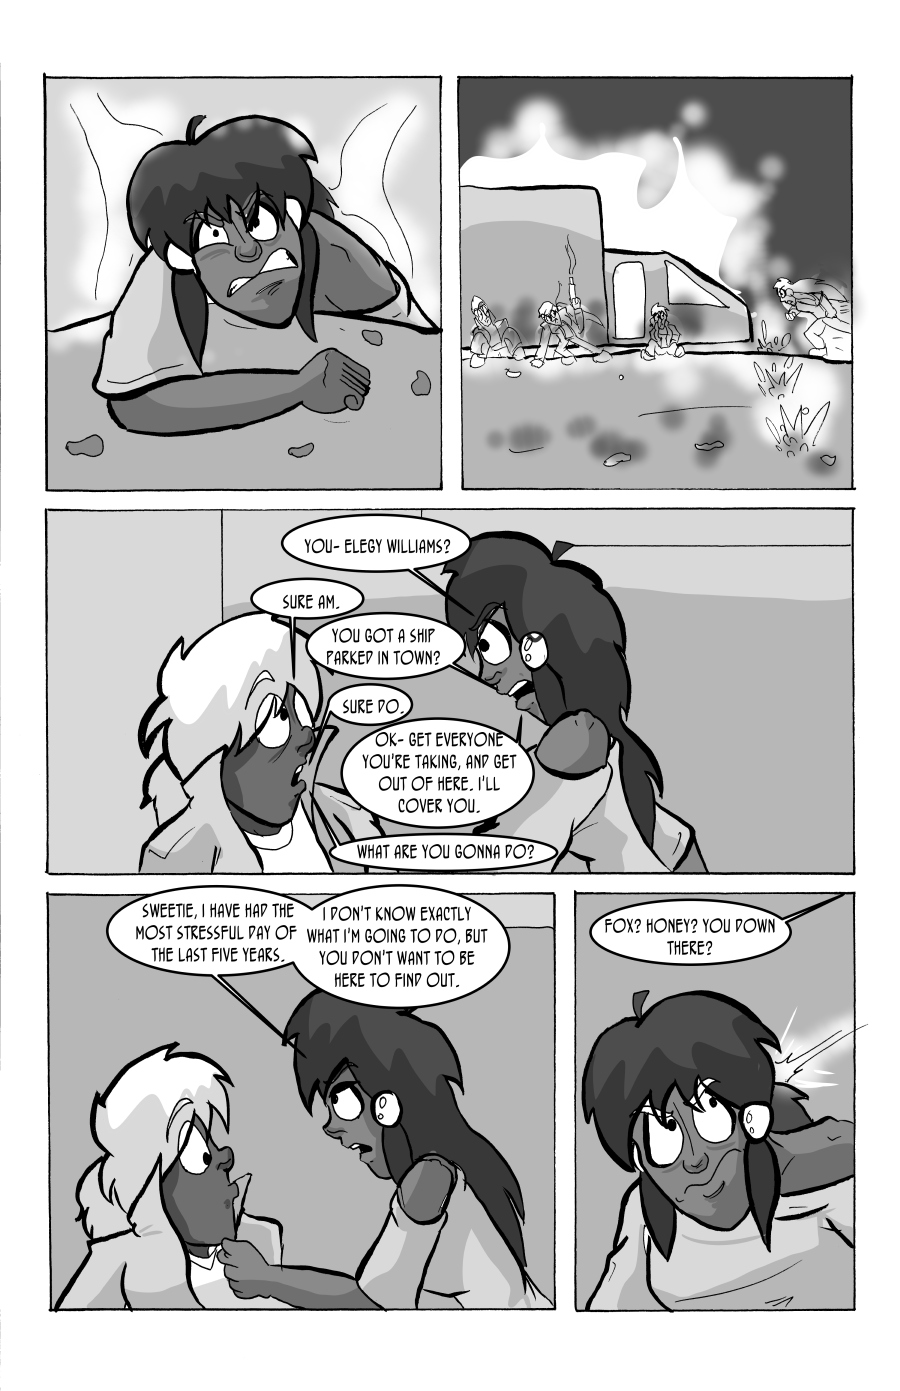 YOU- ELEGY WILLIAMS?
SURE AM.
YOU GOT A SHIP
PARKED IN TOWN?
SURE DO.
OK- GET EVERYONE
YOU'RE TAKING, AND GET
OUT OF HERE. I'LL
COVER YOU.
WHAT ARE YOU GONNA DO?
SWEETIE, I HAVE HAD THE
MOST STRESSFUL DAY OF
THE LAST FIVE YEARS.
I DON'T KNOW EXACTLY
WHAT I'M GOING TO DO, BUT
YOU DON'T WANT TO BE
HERE TO FIND OUT.
FOX? HONEY? YOU DOWN
THERE?